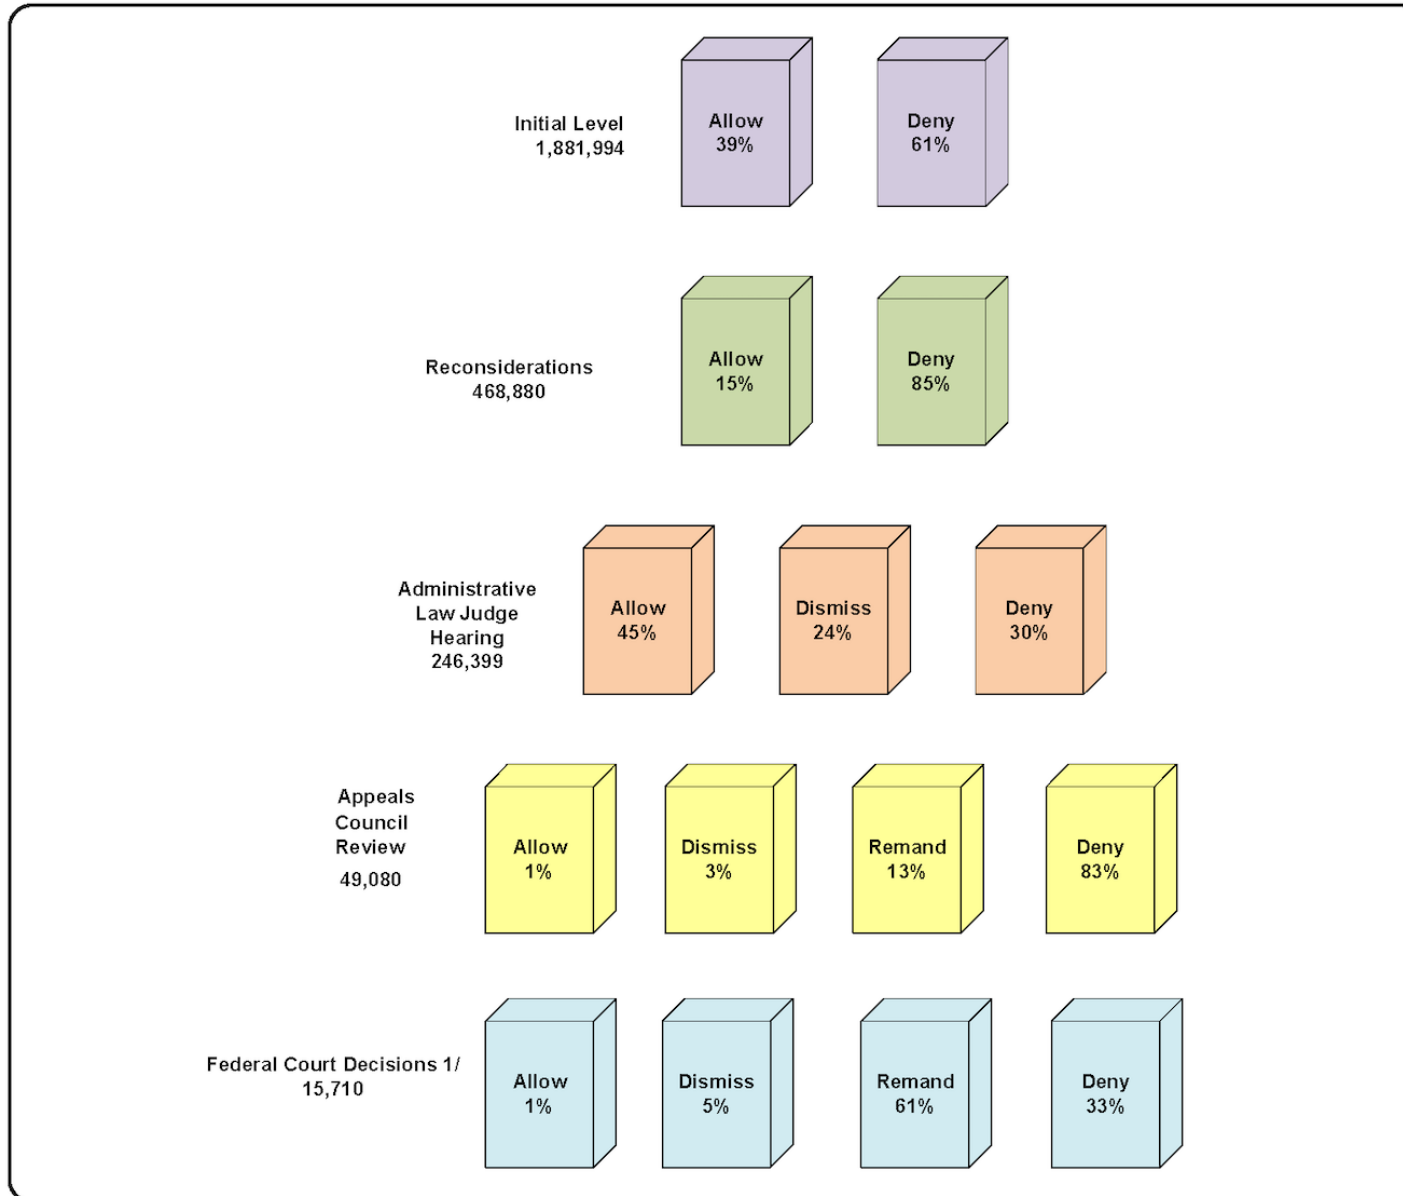 Initial Level
1,881,994
Allow
39%
Deny
61%
Reconsiderations
468,880
Allow
15%
Deny
85%
Administrative
Law Judge
Hearing
246,399
Allow
45%
Dismiss
24%
Deny
30%
Appeals
Council
Review
49,080
Allow
1%
Dismiss
3%
Remand
13%
Deny
83%
Federal Court Decisions 1/
15,710
Allow
1%
Dismiss
5%
Remand
61%
Deny
33%